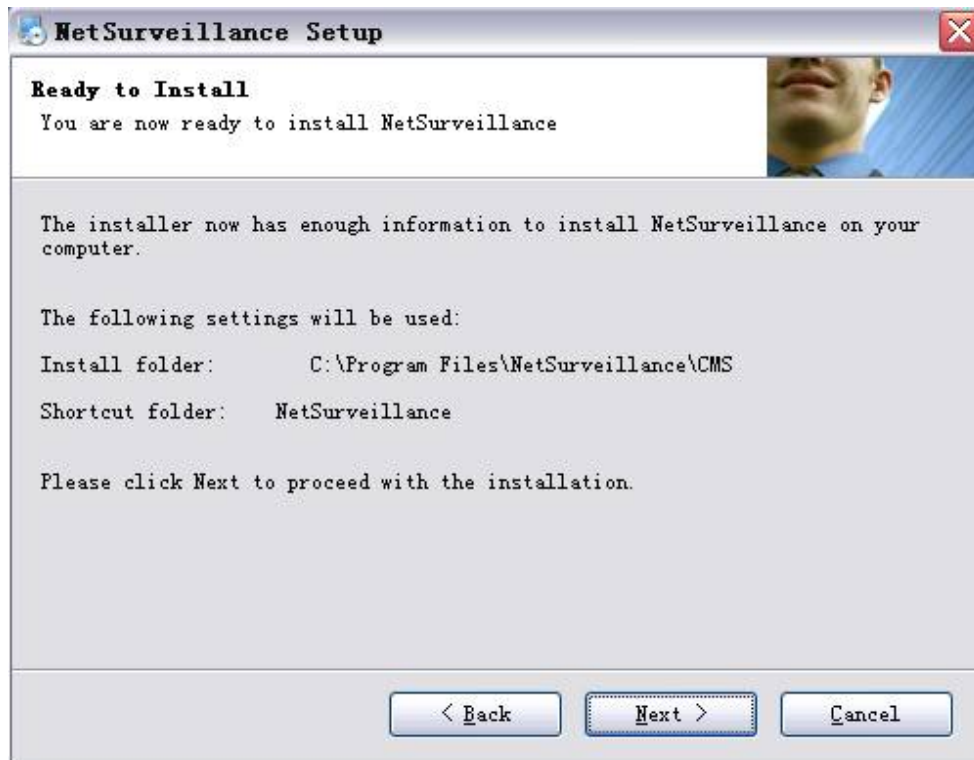 NetSurveillance Setup
Ready to Install
You are now ready to install NetSurveillance
The installer now has enough information to install NetSurveillance on your
computer.
The following settings will be used:
Install folder: C:\Program Files\NetSurveillance\CMS
Shortcut folder: NetSurveillance
Please click Next to proceed with the installation.
< Back Next > Cancel